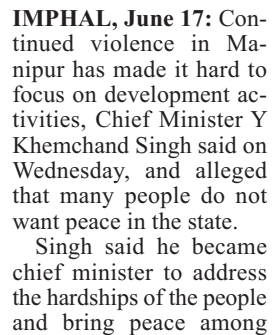 IMPHAL, June 17: Con-
tinued violence in Ma-
nipur has made it hard to
focus on development ac-
tivities, Chief Minister Y
Khemchand Singh said on
Wednesday, and alleged
that many people do not
want peace in the state.
Singh said he became
chief minister to address
the hardships of the people
and bring peace among